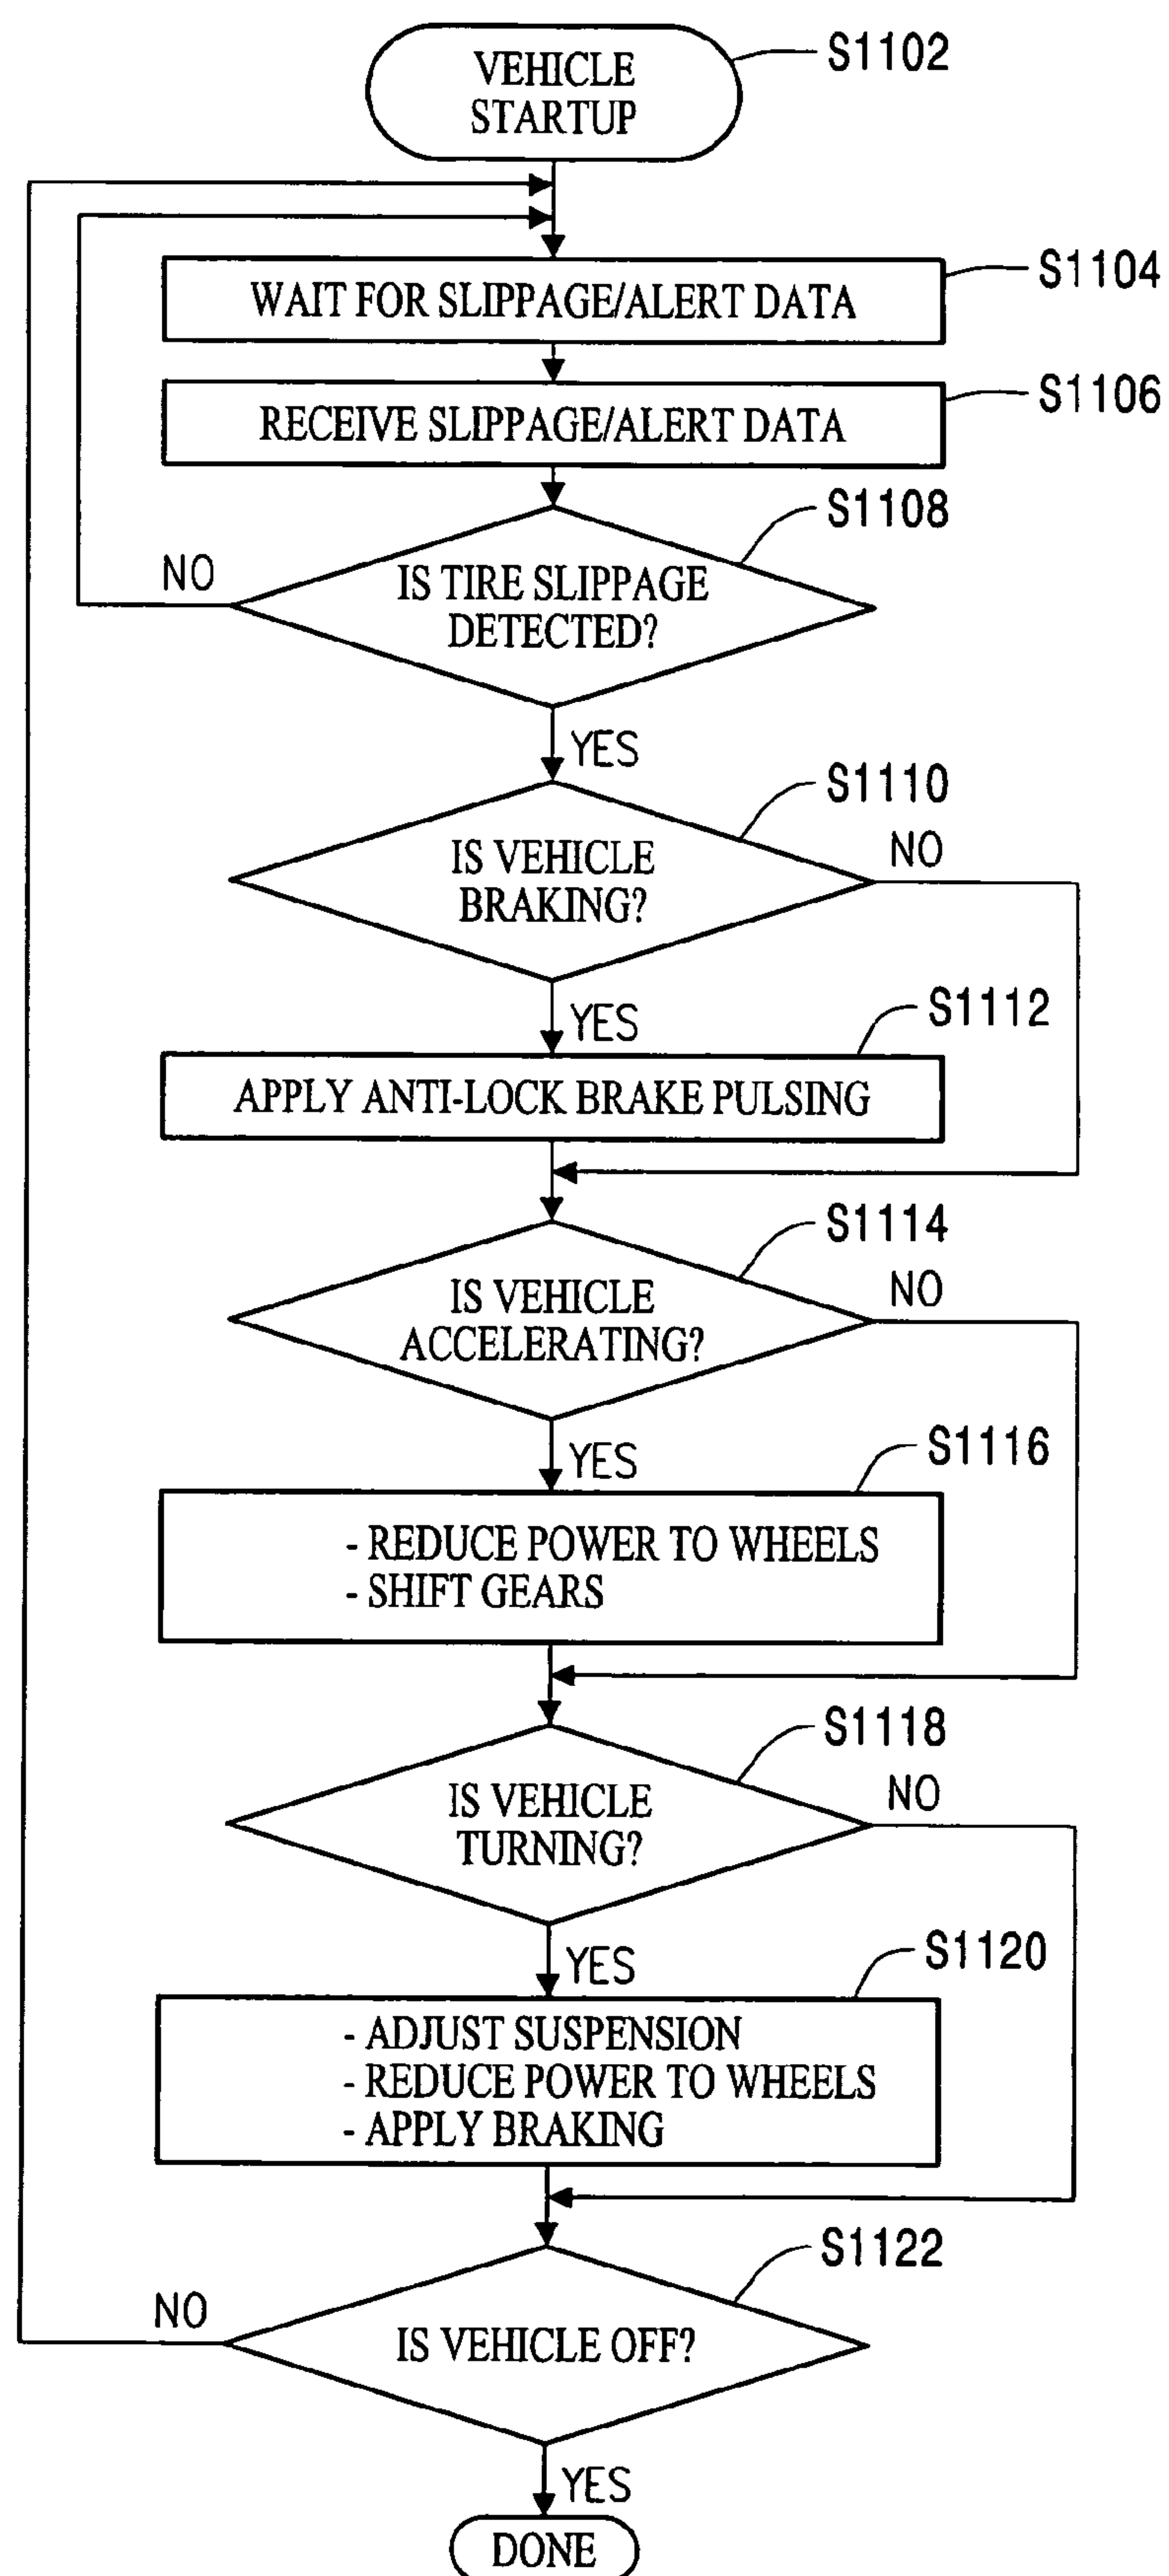 VEHICLE
STARTUP
S1102
WAIT FOR SLIPPAGE/ALERT DATA
S1104
RECEIVE SLIPPAGE/ALERT DATA
S1106
S1108
IS TIRE SLIPPAGE
DETECTED?
NO
YES
S1110
IS VEHICLE
BRAKING?
NO
YES
S1112
APPLY ANTI-LOCK BRAKE PULSING
S1114
IS VEHICLE
ACCELERATING?
NO
YES
S1116
- REDUCE POWER TO WHEELS
- SHIFT GEARS
S1118
IS VEHICLE
TURNING?
NO
YES
S1120
- ADJUST SUSPENSION
- REDUCE POWER TO WHEELS
- APPLY BRAKING
S1122
NO
IS VEHICLE OFF?
YES
DONE